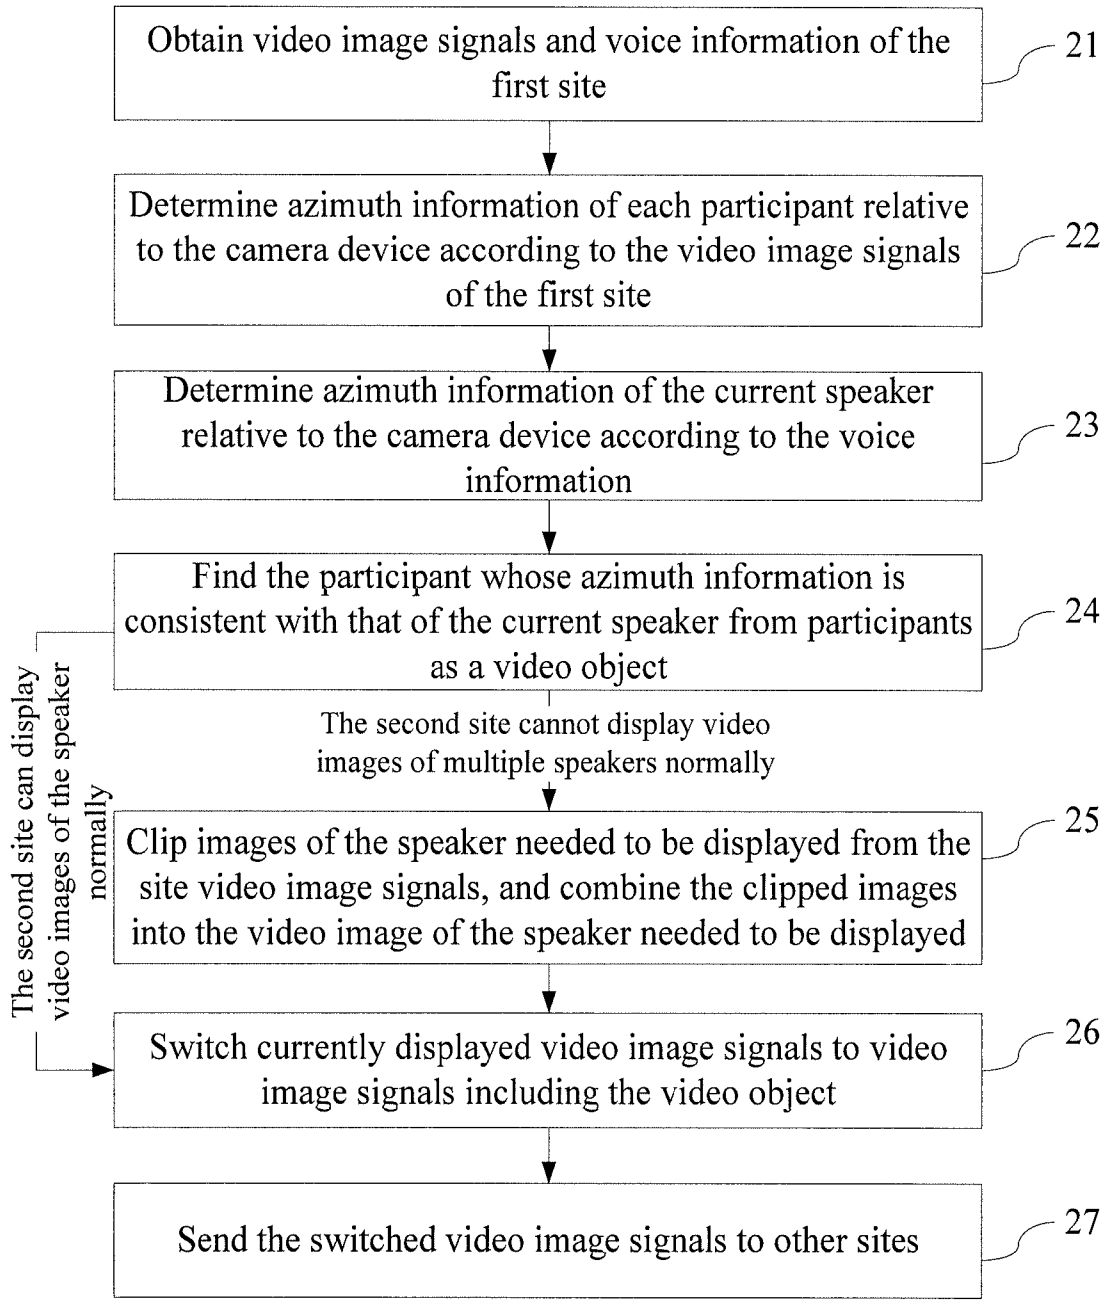 Obtain video image signals and voice information of the
first site
21
Determine azimuth information of each participant relative
to the camera device according to the video image signals
of the first site
22
Determine azimuth information of the current speaker
relative to the camera device according to the voice
information
23
Find the participant whose azimuth information is
consistent with that of the current speaker from participants
as a video object
24
The second site can display
video images of the speaker
normally
The second site cannot display video
images of multiple speakers normally
Clip images of the speaker needed to be displayed from the
site video image signals, and combine the clipped images
into the video image of the speaker needed to be displayed
25
Switch currently displayed video image signals to video
image signals including the video object
26
Send the switched video image signals to other sites
27